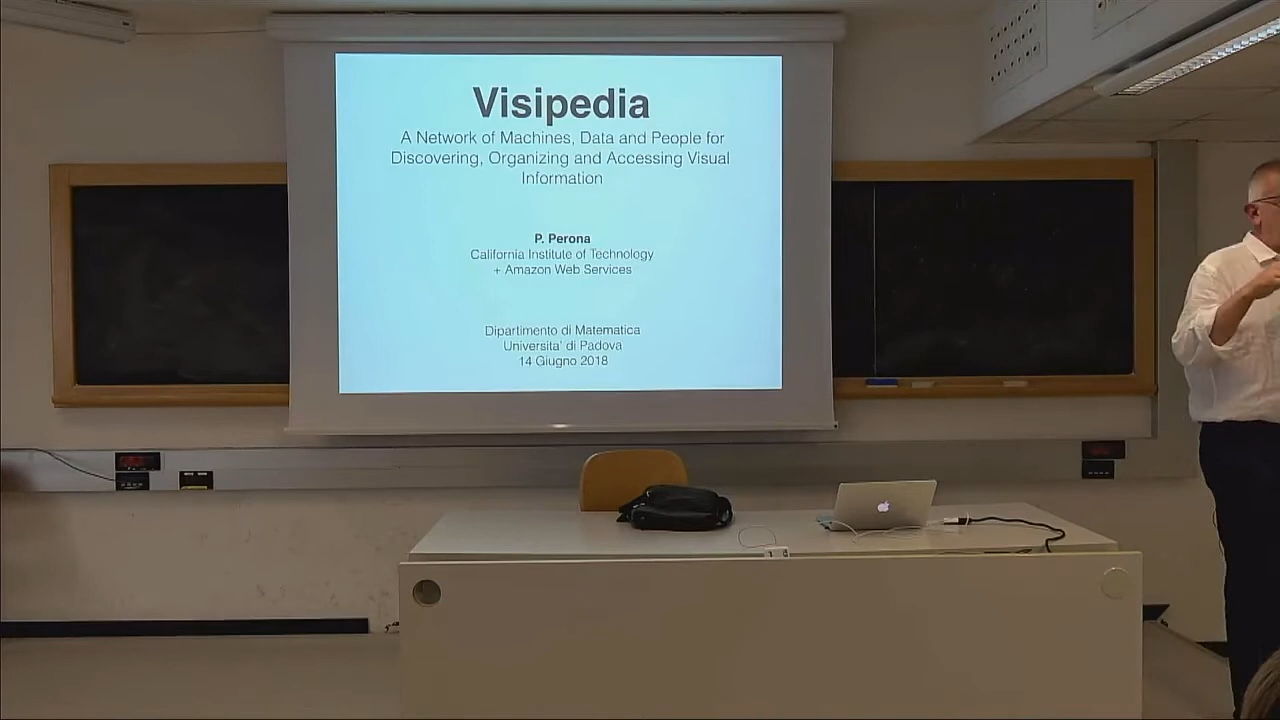 Visipedia
A Network of Machines, Data and People for
Discovering, Organizing and Accessing Visual
Information
P. Perona
California Institute of Technology
+ Amazon Web Services
Dipartimento di Matematica
Universita' di Padova
14 Giugno 2018